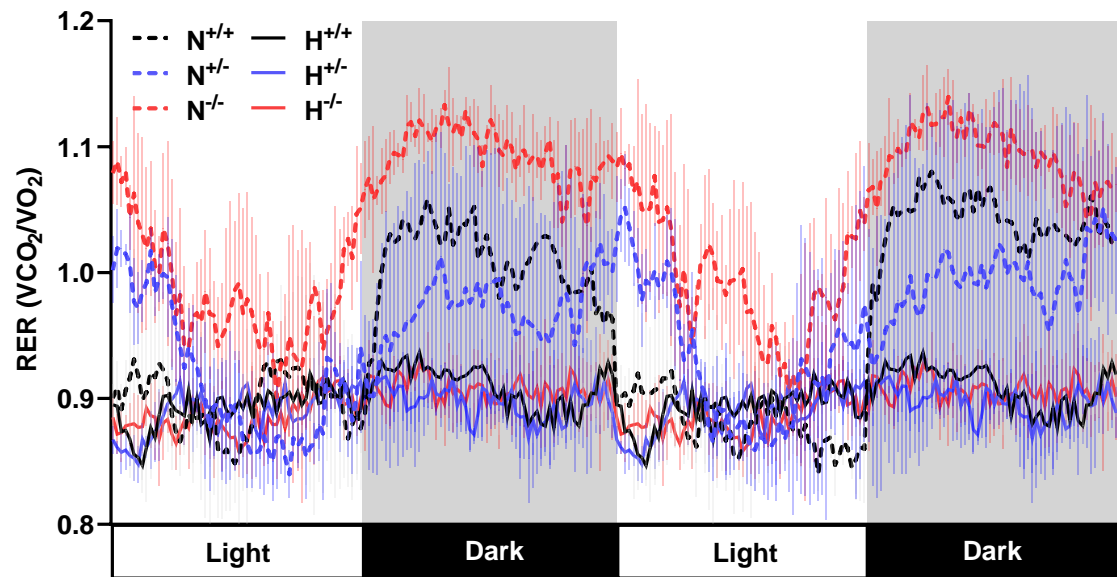 1.2
N+/+ H+/+
N+/- H+/-
N-/- H-/-
1.1
1.0
0.9
0.8
RER (VCO2/VO2)
Light Dark Light Dark